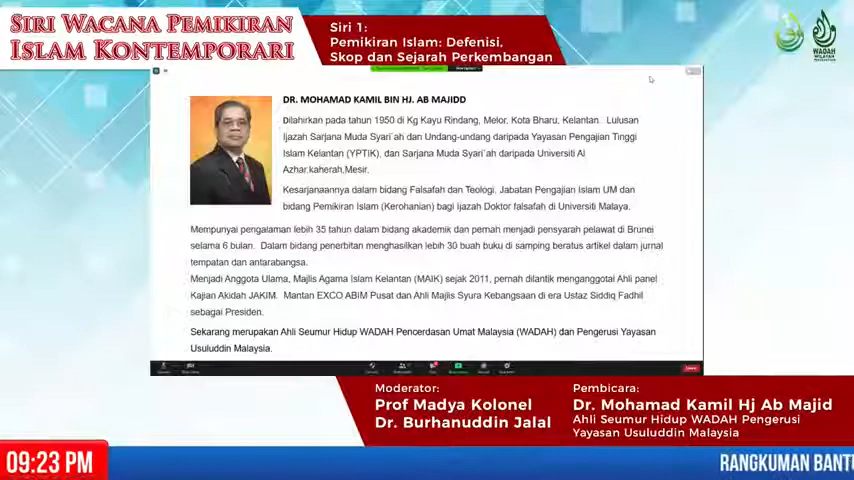 SIRI WACANA PEMIKIRAN
ISLAM KONTEMPORARI
Siri 1:
Pemikiran Islam: Defenisi,
Skop dan Sejarah Perkembangan
WADAH
DR. MOHAMAD KAMIL BIN HJ. AB MAJIDD
Dilahirkan pada tahun 1950 di Kg Kayu Rindang, Melor, Kota Bharu, Kelantan. Lulusan
Ijazah Sarjana Muda Syari'ah dan Undang-undang daripada Yayasan Pengajian Tinggi
Islam Kelantan (YPTIK), dan Sarjana Muda Syari'ah daripada Universiti Al
Azhar,kaherah,Mesir.
Kesarjanaannya dalam bidang Falsafah dan Teologi, Jabatan Pengajian Islam UM dan
bidang Pemikiran Islam (Kerohanian) bagi Ijazah Doktor falsafah di Universiti Malaya.
Mempunyai pengalaman lebih 35 tahun dalam bidang akademik dan pernah menjadi pensyarah pelawat di Brunei
selama 6 bulan. Dalam bidang penerbitan menghasilkan lebih 30 buah buku di samping beratus artikel dalam jurnal
tempatan dan antarabangsa.
Menjadi Anggota Ulama, Majlis Agama Islam Kelantan (MAIK) sejak 2011, pernah dilantik menganggotai Ahli panel
Kajian Akidah JAKIM. Mantan EXCO ABIM Pusat dan Ahli Majlis Syura Kebangsaan di era Ustaz Siddiq Fadhil
sebagai Presiden.
Sekarang merupakan Ahli Seumur Hidup WADAH Pencerdasan Umat Malaysia (WADAH) dan Pengerusi Yayasan
Usuluddin Malaysia.
Moderator:
Prof Madya Kolonel
Dr. Burhanuddin Jalal
Pembicara:
Dr. Mohamad Kamil Hj Ab Majid
Ahli Seumur Hidup WADAH Pengerusi
Yayasan Usuluddin Malaysia
09:23 PM
RANGKUMAN BANTU